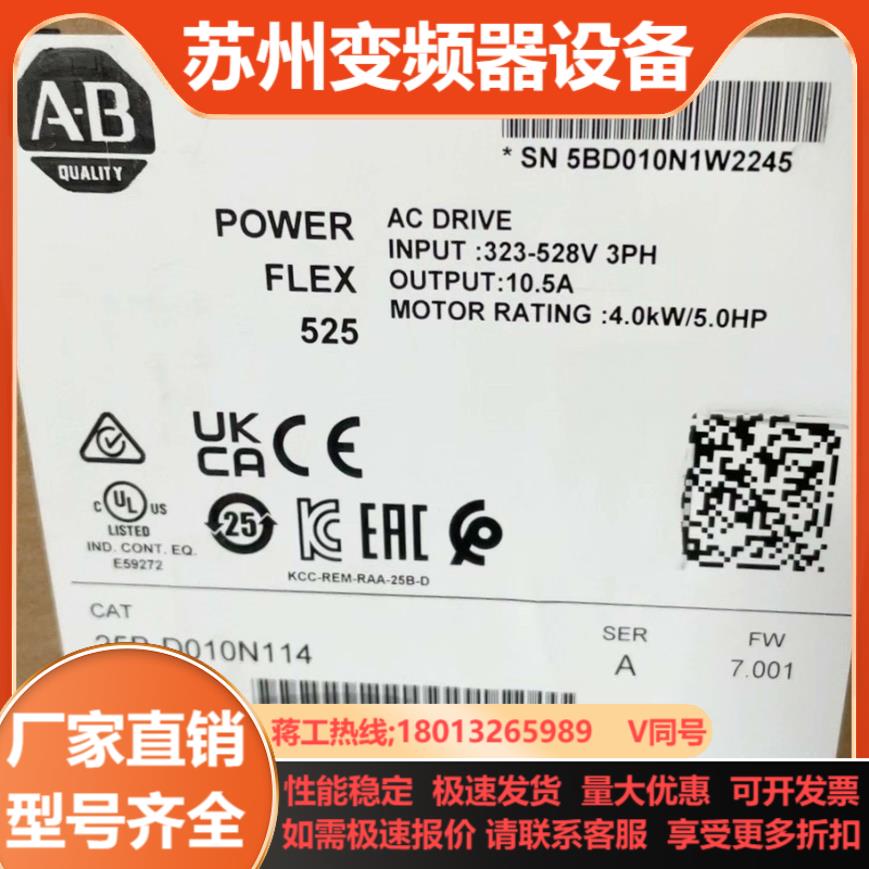 苏州变频器设备
A-B
QUALITY
* SN 5BD010N1W2245
POWER
FLEX
525
AC DRIVE
INPUT :323-528V 3PH
OUTPUT:10.5A
MOTOR RATING :4.0kW/5.0HP
UK
CA
CE
C UL US
LISTED
IND. CONT. EQ.
E59272
25
KC
EAC
KCC-REM-RAA-25B-D
CAT
25B-D010N114
SER
A
FW
7.001
厂家直销
型号齐全
蒋工热线;18013265989 V同号
性能稳定 极速发货 量大优惠 可开发票
如需极速报价 请联系客服 享受更多折扣